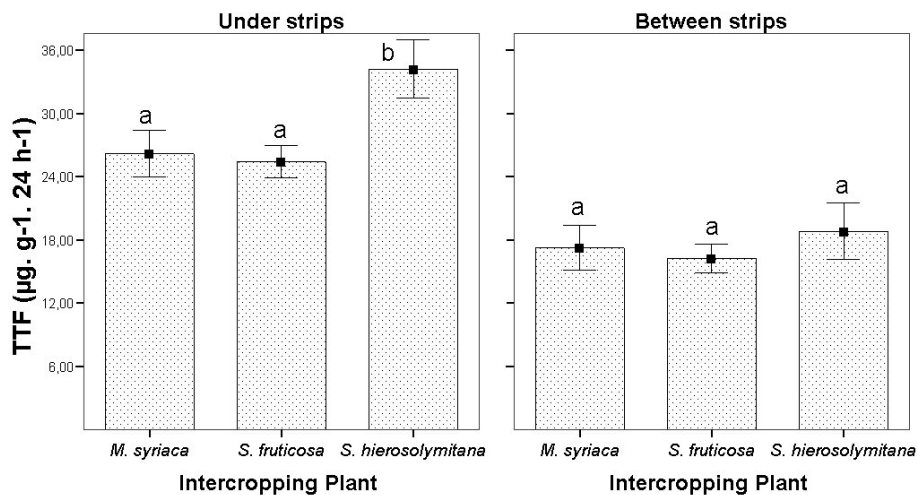 Under strips
Between strips
TTF (µg. g-1. 24 h-1)
36,00
30,00
24,00
18,00
12,00
6,00
a
a
b
a
a
a
M. syriaca
S. fruticosa
S. hierosolymitana
M. syriaca
S. fruticosa
S. hierosolymitana
Intercropping Plant
Intercropping Plant